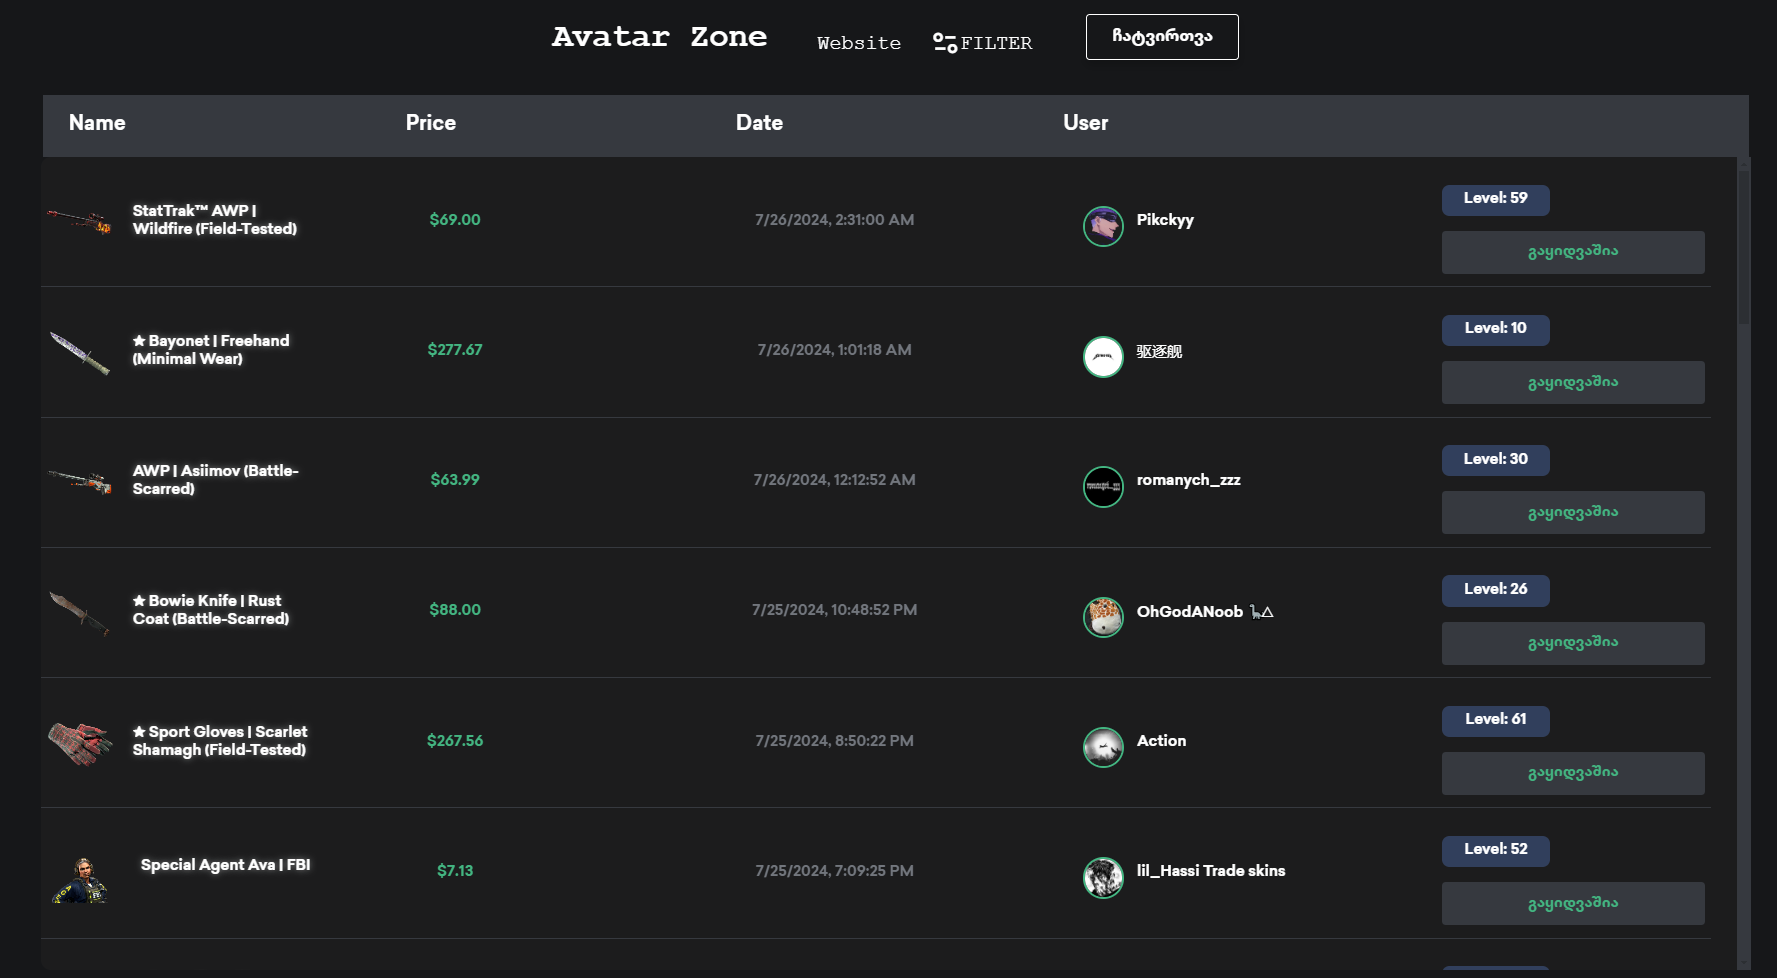 Avatar Zone
Website
FILTER
ჩატვირთვა
Name Price Date User
StatTrak™ AWP |
Wildfire (Field-Tested)
$69.00
7/26/2024, 2:31:00 AM
Pikckyy
Level: 59
გაყიდვაშია
★ Bayonet | Freehand
(Minimal Wear)
$277.67
7/26/2024, 1:01:18 AM
驱逐舰
Level: 10
გაყიდვაშია
AWP | Asiimov (Battle-
Scarred)
$63.99
7/26/2024, 12:12:52 AM
romanych_zzz
Level: 30
გაყიდვაშია
★ Bowie Knife | Rust
Coat (Battle-Scarred)
$88.00
7/25/2024, 10:48:52 PM
OhGodANoob 🦕△
Level: 26
გაყიდვაშია
★ Sport Gloves | Scarlet
Shamagh (Field-Tested)
$267.56
7/25/2024, 8:50:22 PM
Action
Level: 61
გაყიდვაშია
Special Agent Ava | FBI
$7.13
7/25/2024, 7:09:25 PM
lil_Hassi Trade skins
Level: 52
გაყიდვაშია